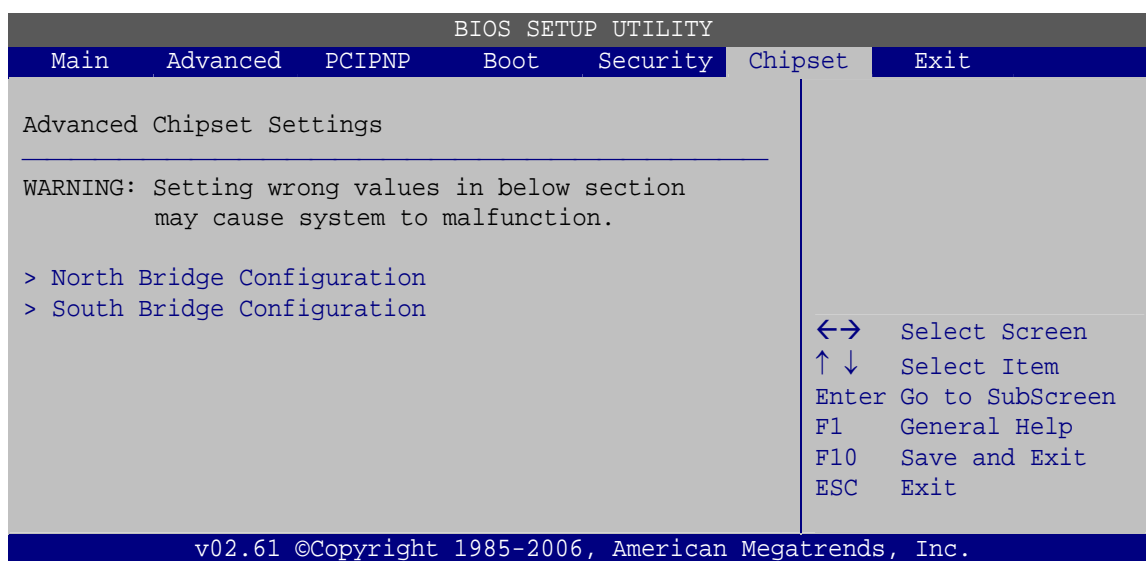 BIOS SETUP UTILITY
Main Advanced PCIPNP Boot Security Chipset Exit
Advanced Chipset Settings
WARNING: Setting wrong values in below section
may cause system to malfunction.
> North Bridge Configuration
> South Bridge Configuration
←→ Select Screen
↑ ↓ Select Item
Enter Go to SubScreen
F1 General Help
F10 Save and Exit
ESC Exit
v02.61 ©Copyright 1985-2006, American Megatrends, Inc.